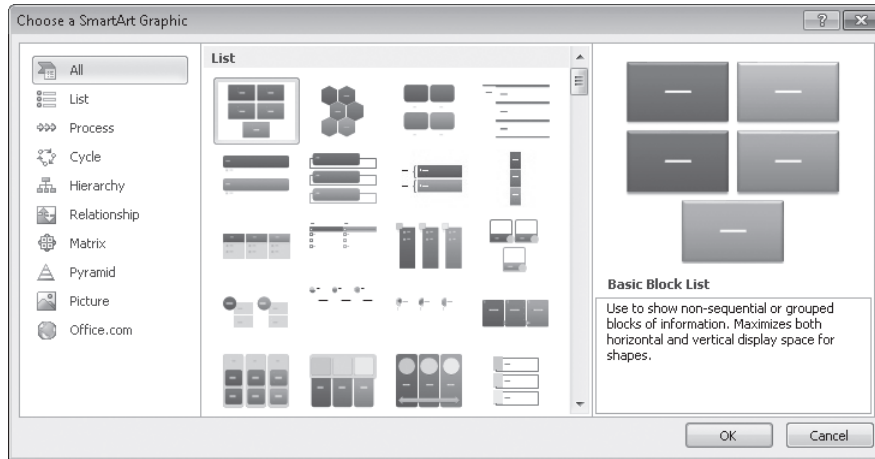 Choose a SmartArt Graphic
All
List
Process
Cycle
Hierarchy
Relationship
Matrix
Pyramid
Picture
Office.com
List
Basic Block List
Use to show non-sequential or grouped
blocks of information. Maximizes both
horizontal and vertical display space for
shapes.
OK
Cancel